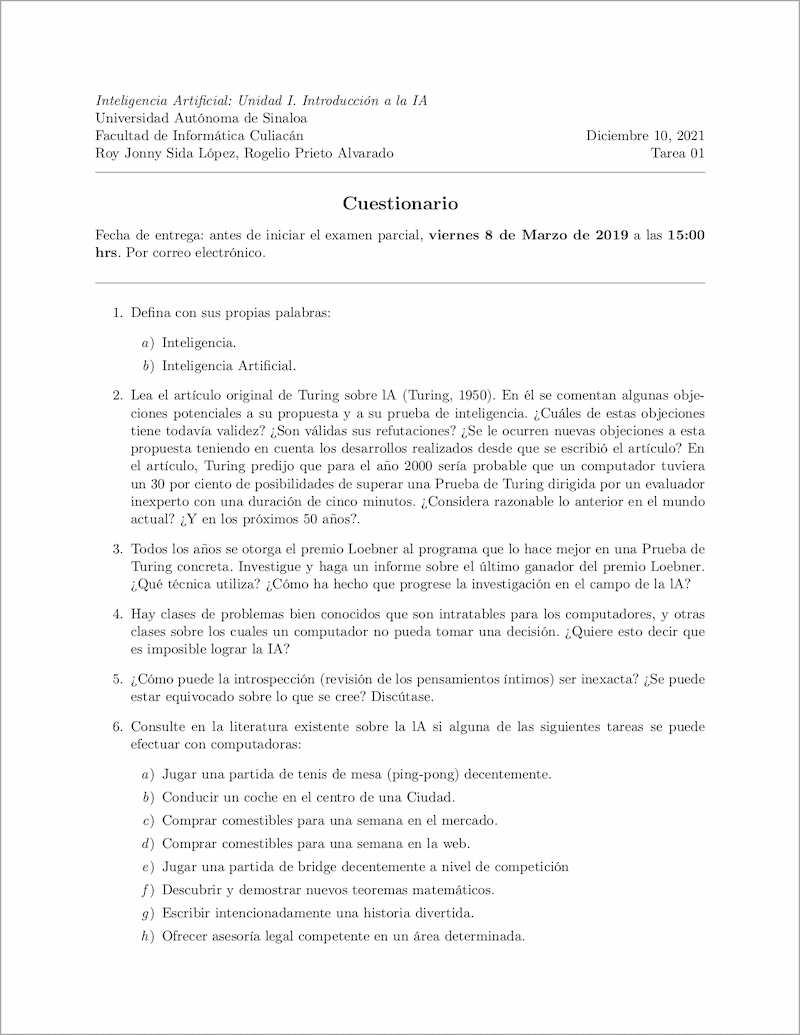 Inteligencia Artificial: Unidad I. Introducción a la IA
Universidad Autónoma de Sinaloa
Facultad de Informática Culiacán
Diciembre 10, 2021
Roy Jonny Sida López, Rogelio Prieto Alvarado
Tarea 01
Cuestionario
Fecha de entrega: antes de iniciar el examen parcial, viernes 8 de Marzo de 2019 a las 15:00
hrs. Por correo electrónico.
1. Defina con sus propias palabras:
a) Inteligencia.
b) Inteligencia Artificial.
2. Lea el artículo original de Turing sobre lA (Turing, 1950). En él se comentan algunas obje-
ciones potenciales a su propuesta y a su prueba de inteligencia. ¿Cuáles de estas objeciones
tiene todavía validez? ¿Son válidas sus refutaciones? ¿Se le ocurren nuevas objeciones a esta
propuesta teniendo en cuenta los desarrollos realizados desde que se escribió el artículo? En
el artículo, Turing predijo que para el año 2000 sería probable que un computador tuviera
un 30 por ciento de posibilidades de superar una Prueba de Turing dirigida por un evaluador
inexperto con una duración de cinco minutos. ¿Considera razonable lo anterior en el mundo
actual? ¿Y en los próximos 50 años?.
3. Todos los años se otorga el premio Loebner al programa que lo hace mejor en una Prueba de
Turing concreta. Investigue y haga un informe sobre el último ganador del premio Loebner.
¿Qué técnica utiliza? ¿Cómo ha hecho que progrese la investigación en el campo de la lA?
4. Hay clases de problemas bien conocidos que son intratables para los computadores, y otras
clases sobre los cuales un computador no pueda tomar una decisión. ¿Quiere esto decir que
es imposible lograr la IA?
5. ¿Cómo puede la introspección (revisión de los pensamientos íntimos) ser inexacta? ¿Se puede
estar equivocado sobre lo que se cree? Discútase.
6. Consulte en la literatura existente sobre la lA si alguna de las siguientes tareas se puede
efectuar con computadoras:
a) Jugar una partida de tenis de mesa (ping-pong) decentemente.
b) Conducir un coche en el centro de una Ciudad.
c) Comprar comestibles para una semana en el mercado.
d) Comprar comestibles para una semana en la web.
e) Jugar una partida de bridge decentemente a nivel de competición
f) Descubrir y demostrar nuevos teoremas matemáticos.
g) Escribir intencionadamente una historia divertida.
h) Ofrecer asesoría legal competente en un área determinada.